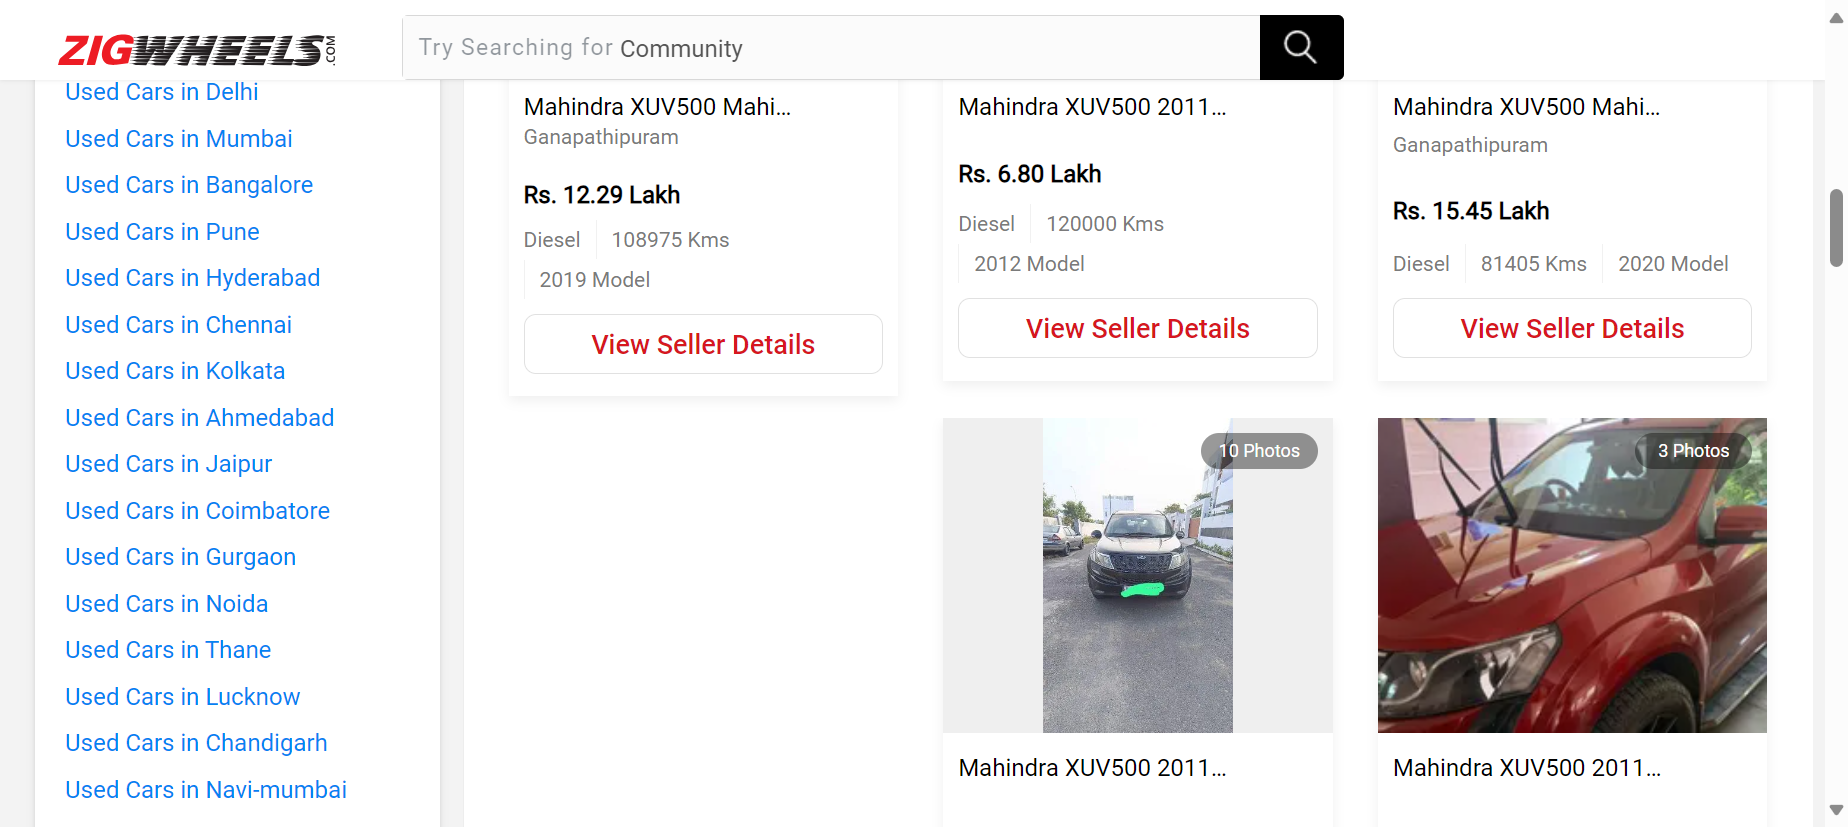 ZIGWHEELS.COM
Try Searching for Community
Used Cars in Delhi
Used Cars in Mumbai
Used Cars in Bangalore
Used Cars in Pune
Used Cars in Hyderabad
Used Cars in Chennai
Used Cars in Kolkata
Used Cars in Ahmedabad
Used Cars in Jaipur
Used Cars in Coimbatore
Used Cars in Gurgaon
Used Cars in Noida
Used Cars in Thane
Used Cars in Lucknow
Used Cars in Chandigarh
Used Cars in Navi-mumbai
Mahindra XUV500 Mahi...
Ganapathipuram
Rs. 12.29 Lakh
Diesel 108975 Kms
2019 Model
View Seller Details
Mahindra XUV500 2011...
Rs. 6.80 Lakh
Diesel 120000 Kms
2012 Model
View Seller Details
Mahindra XUV500 Mahi...
Ganapathipuram
Rs. 15.45 Lakh
Diesel 81405 Kms 2020 Model
View Seller Details
10 Photos
Mahindra XUV500 2011...
3 Photos
Mahindra XUV500 2011...